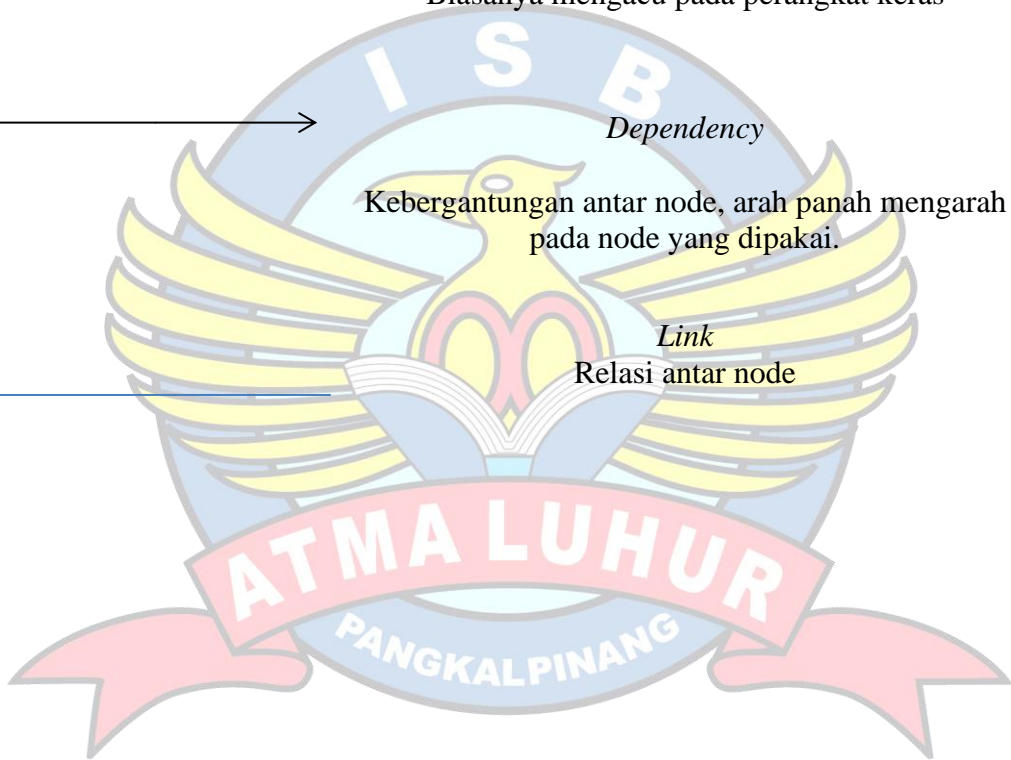 Biasanya mengacu pada perangkat keras
I S B
Dependency
Kebergantungan antar node, arah panah mengarah
pada node yang dipakai.
Link
Relasi antar node
ATMA LUHUR
PANGKALPINANG